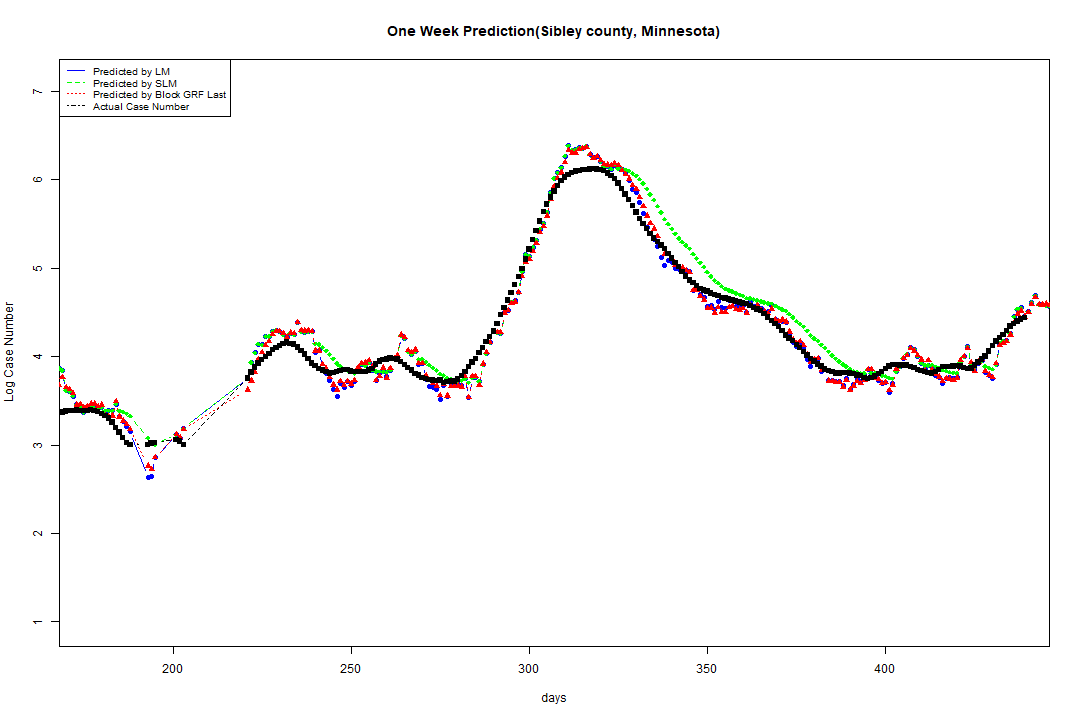 One Week Prediction(Sibley county, Minnesota)
Predicted by LM
Predicted by SLM
Predicted by Block GRF Last
Actual Case Number
Log Case Number
7
6
5
4
3
2
1
200
250
300
350
400
days